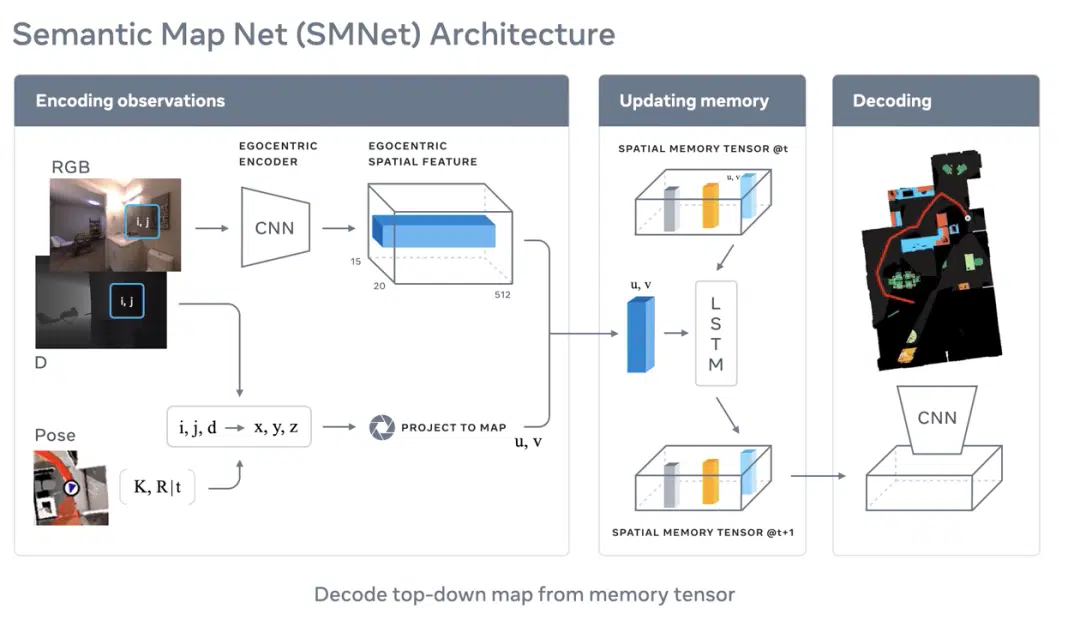 Semantic Map Net (SMNet) Architecture
Encoding observations
RGB
i, j
i, j
D
Pose
K, R|t
EGOCENTRIC
ENCODER
CNN
EGOCENTRIC
SPATIAL FEATURE
15
20
512
i, j, d → x, y, z
PROJECT TO MAP
u, v
Updating memory
SPATIAL MEMORY TENSOR @t
u, v
u, v
L
S
T
M
SPATIAL MEMORY TENSOR @t+1
Decoding
CNN
Decode top-down map from memory tensor